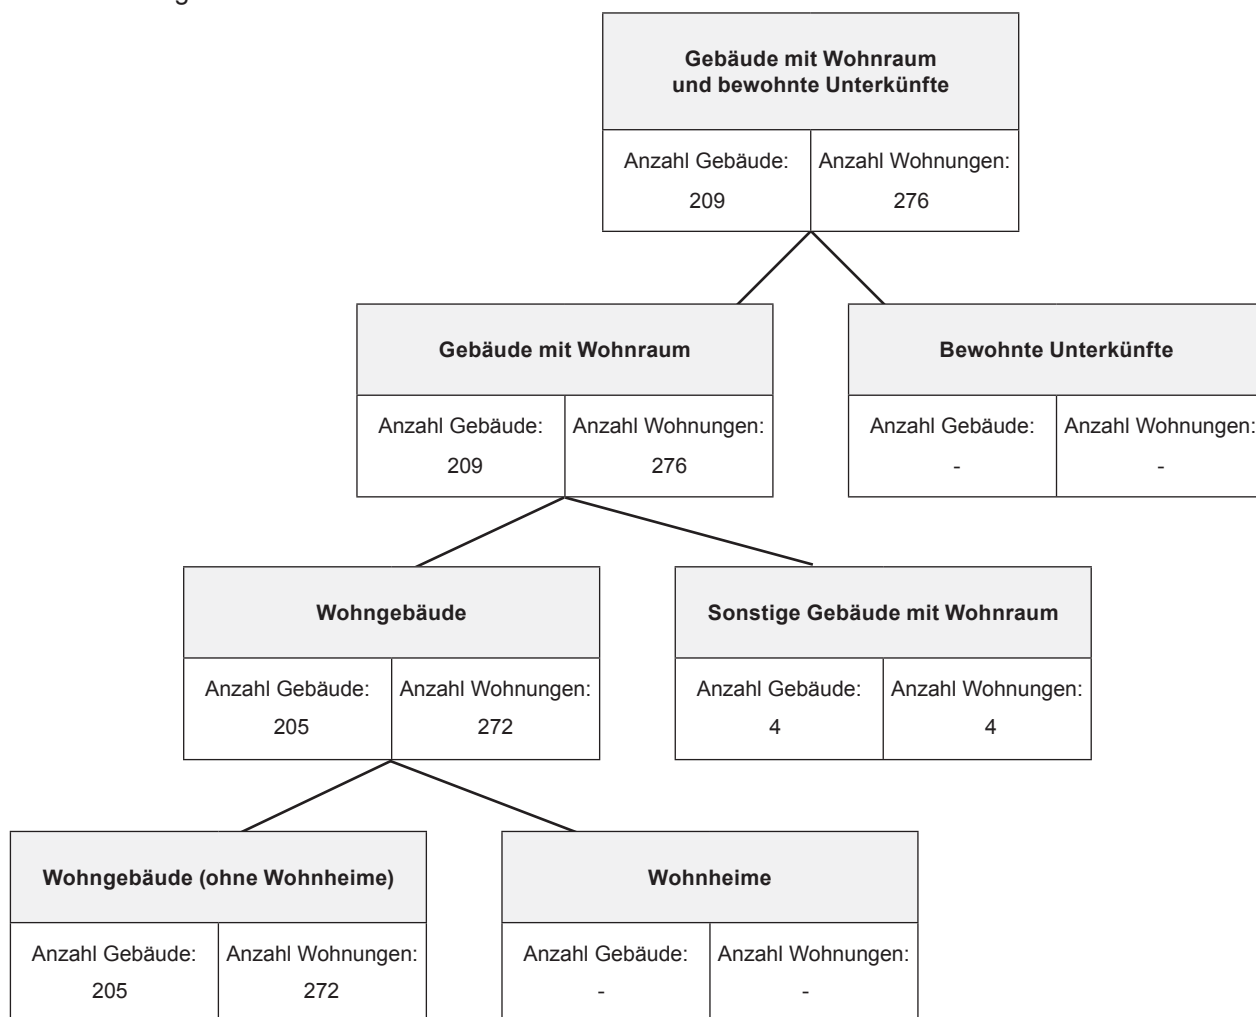 Gebäude mit Wohnraum
und bewohnte Unterkünfte
Anzahl Gebäude: Anzahl Wohnungen:
209 276
Gebäude mit Wohnraum
Bewohnte Unterkünfte
Anzahl Gebäude: Anzahl Wohnungen:
209 276
Anzahl Gebäude: Anzahl Wohnungen:
- -
Wohngebäude
Sonstige Gebäude mit Wohnraum
Anzahl Gebäude: Anzahl Wohnungen:
205 272
Anzahl Gebäude: Anzahl Wohnungen:
4 4
Wohngebäude (ohne Wohnheime)
Wohnheime
Anzahl Gebäude: Anzahl Wohnungen:
205 272
Anzahl Gebäude: Anzahl Wohnungen:
- -